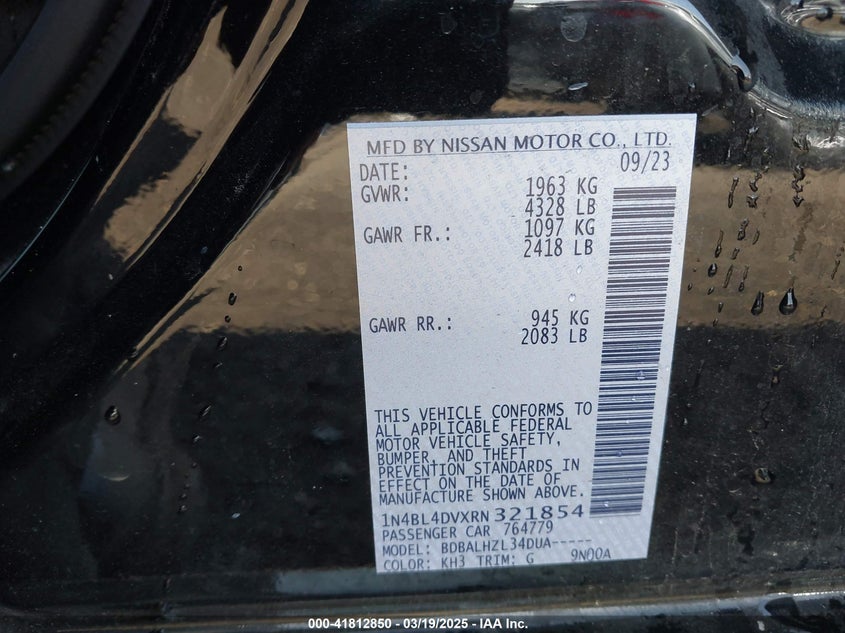 MFD BY NISSAN MOTOR CO., LTD.
DATE: 09/23
GVWR: 1963 KG
4328 LB
GAWR FR.: 1097 KG
2418 LB
GAWR RR.: 945 KG
2083 LB
THIS VEHICLE CONFORMS TO
ALL APPLICABLE FEDERAL
MOTOR VEHICLE SAFETY,
BUMPER, AND THEFT
PREVENTION STANDARDS IN
EFFECT ON THE DATE OF
MANUFACTURE SHOWN ABOVE.
1N4BL4DVXRN321854
PASSENGER CAR 764779
MODEL: BDBALHZL34DUA-----
COLOR: KH3 TRIM: G 9N00A
000-41812850 - 03/19/2025 - IAA Inc.